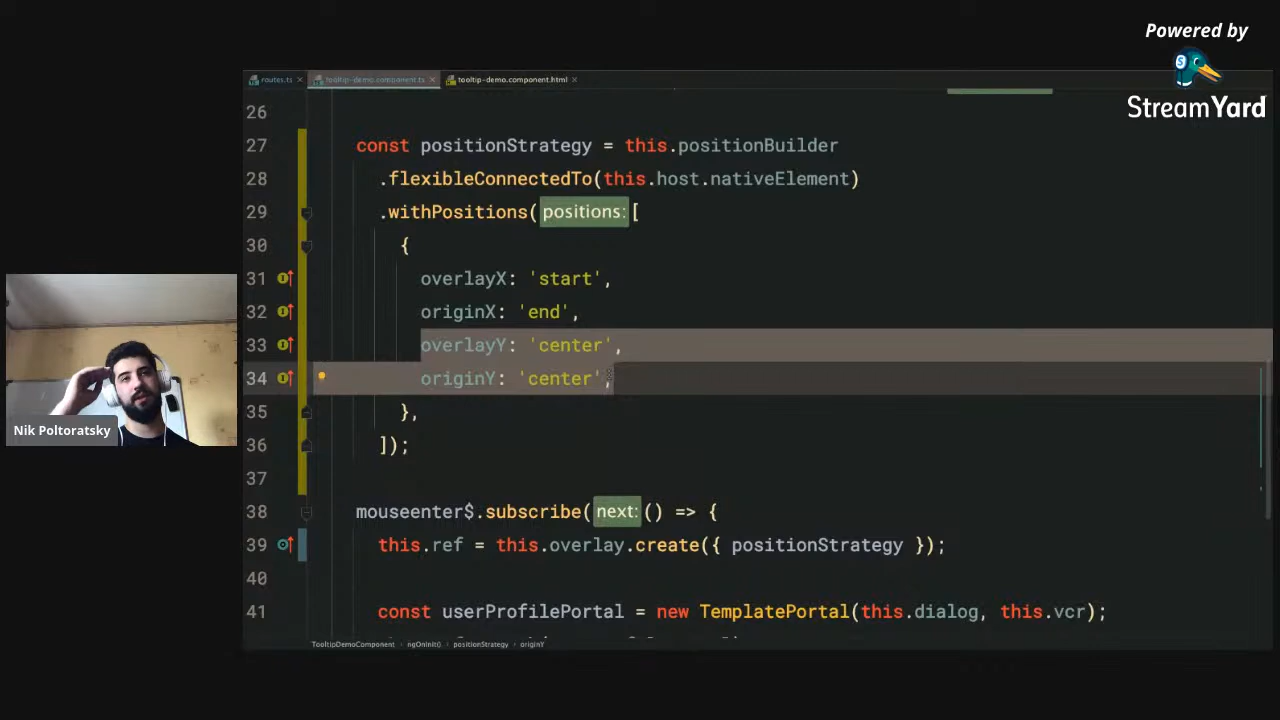 Powered by
StreamYard
routes.ts
tooltip-demo.component.ts
tooltip-demo.component.html
26
27 const positionStrategy = this.positionBuilder
28 .flexibleConnectedTo(this.host.nativeElement)
29 .withPositions( positions: [
30 {
31 overlayX: 'start',
32 originX: 'end',
33 overlayY: 'center',
34 originY: 'center',
35 },
36 ]);
37
38 mouseenter$.subscribe( next: () => {
39 this.ref = this.overlay.create({ positionStrategy });
40
41 const userProfilePortal = new TemplatePortal(this.dialog, this.vcr);
TooltipDemoComponent ngOnInit() positionStrategy originY
Nik Poltoratsky